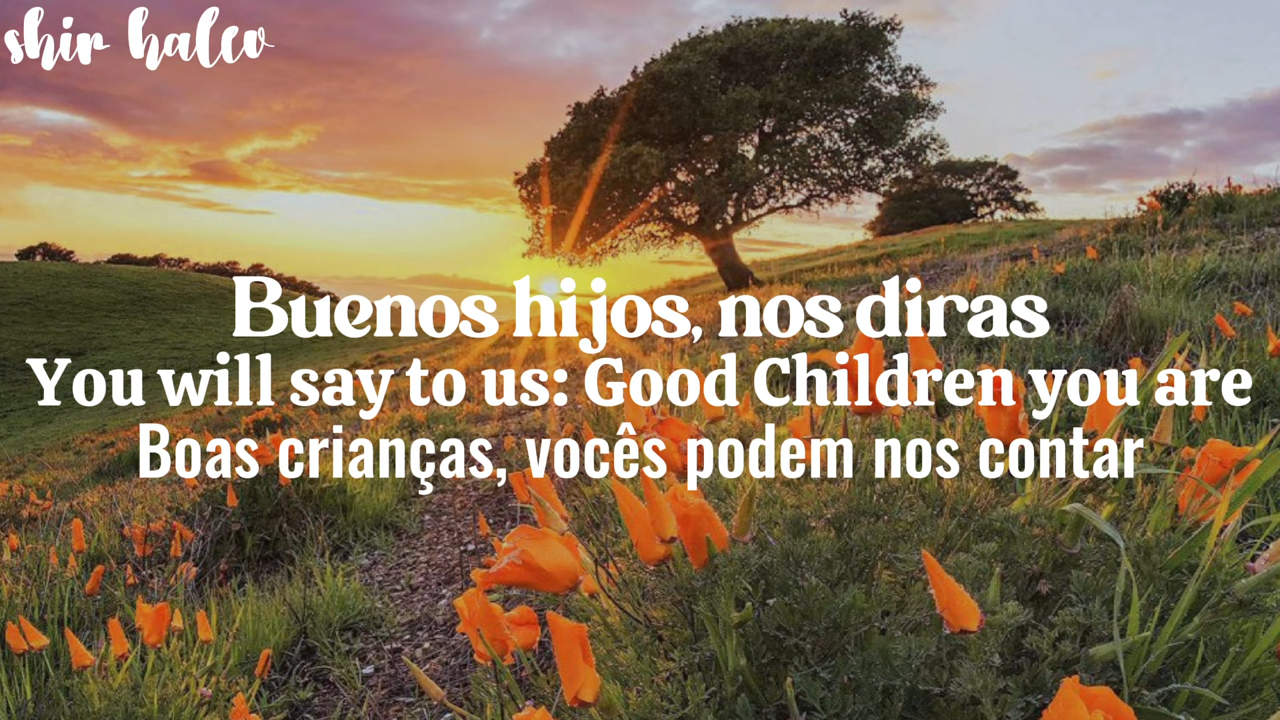 shir halev
Buenos hijos, nos diras
You will say to us: Good Children you are
Boas crianças, vocês podem nos contar